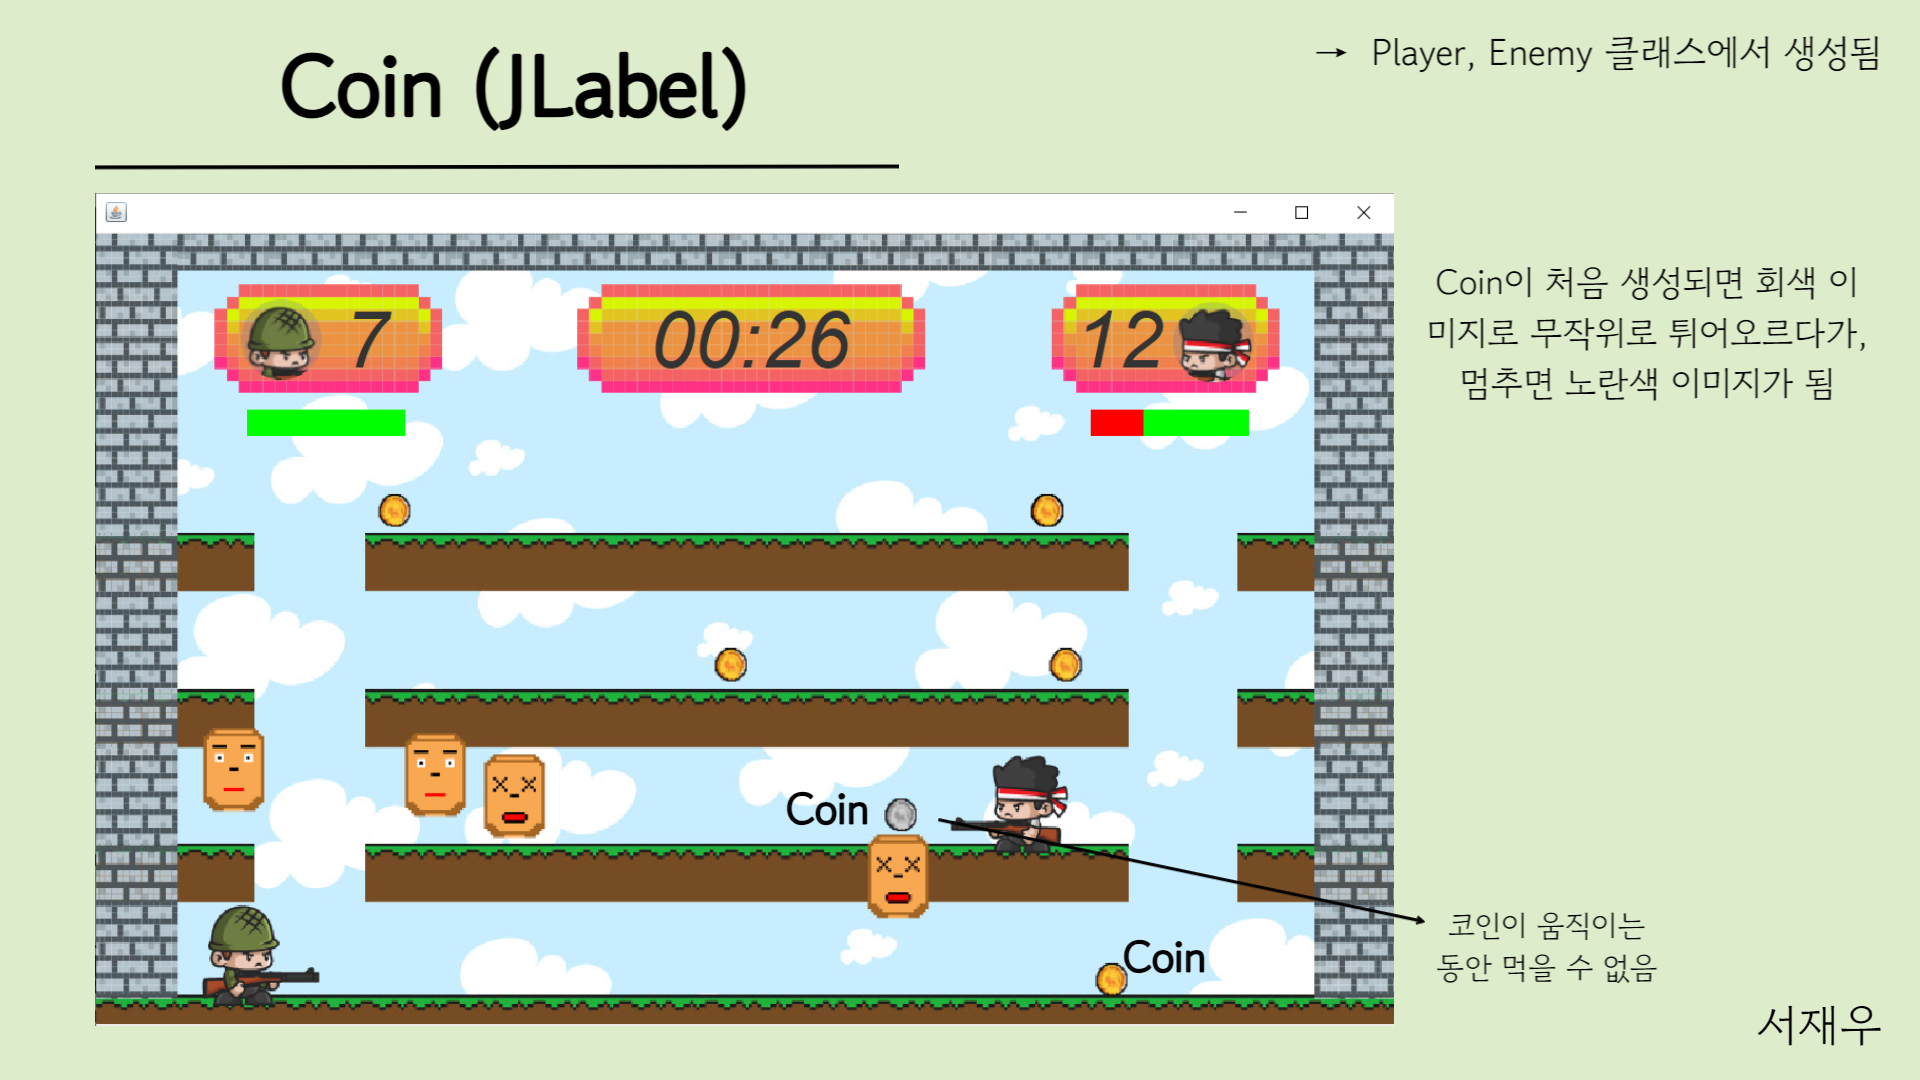 Coin (JLabel)
→ Player, Enemy 클래스에서 생성됨
7
00:26
12
Coin이 처음 생성되면 회색 이
미지로 무작위로 튀어오르다가,
멈추면 노란색 이미지가 됨
Coin
코인이 움직이는
동안 먹을 수 없음
Coin
서재우